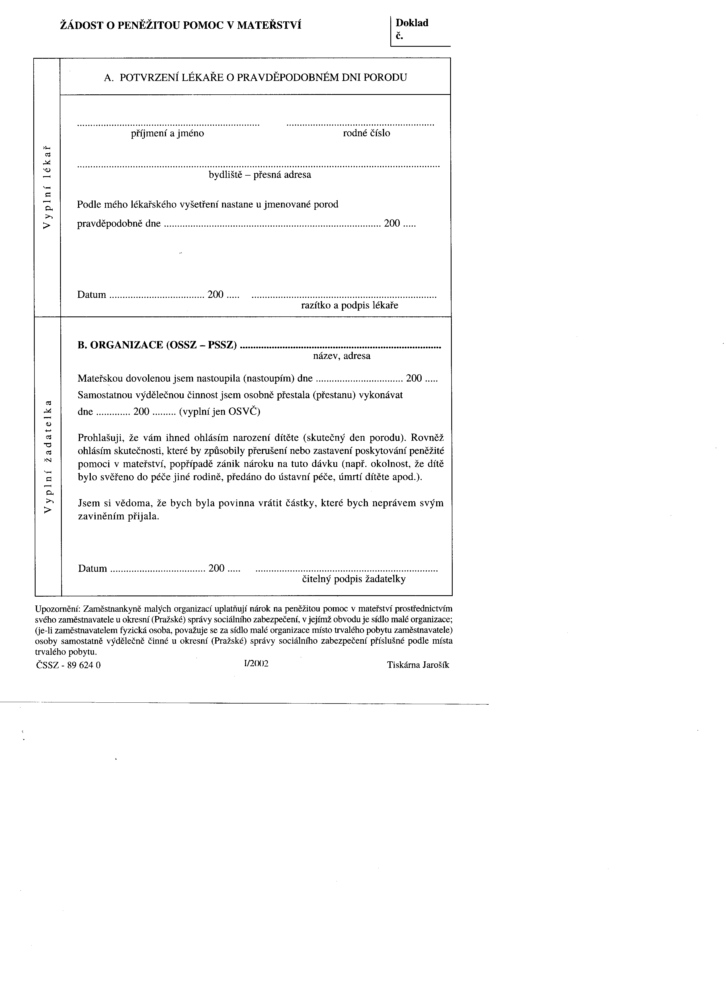 ŽÁDOST O PENĚŽITOU POMOC V MATEŘSTVÍ
Doklad
č.
A. POTVRZENÍ LÉKAŘE O PRAVDĚPODOBNÉM DNI PORODU
Vyplní lékař
příjmení a jméno
rodné číslo
bydliště – přesná adresa
Podle mého lékařského vyšetření nastane u jmenované porod
pravděpodobně dne .................................................................................. 200 .....
Datum .................................... 200 ..... ......................................................................
razítko a podpis lékaře
Vyplní žadatelka
B. ORGANIZACE (OSSZ – PSSZ) ............................................................................
název, adresa
Mateřskou dovolenou jsem nastoupila (nastoupím) dne ................................. 200 .....
Samostatnou výdělečnou činnost jsem osobně přestala (přestanu) vykonávat
dne ............. 200 ......... (vyplní jen OSVČ)
Prohlašuji, že vám ihned ohlásím narození dítěte (skutečný den porodu). Rovněž
ohlásím skutečnosti, které by způsobily přerušení nebo zastavení poskytování peněžité
pomoci v mateřství, popřípadě zánik nároku na tuto dávku (např. okolnost, že dítě
bylo svěřeno do péče jiné rodině, předáno do ústavní péče, úmrtí dítěte apod.).
Jsem si vědoma, že bych byla povinna vrátit částky, které bych neprávem svým
zaviněním přijala.
Datum .................................... 200 ..... .....................................................................
čitelný podpis žadatelky
Upozornění: Zaměstnankyně malých organizací uplatňují nárok na peněžitou pomoc v mateřství prostřednictvím
svého zaměstnavatele u okresní (Pražské) správy sociálního zabezpečení, v jejímž obvodu je sídlo malé organizace;
(je-li zaměstnavatelem fyzická osoba, považuje se za sídlo malé organizace místo trvalého pobytu zaměstnavatele)
osoby samostatně výdělečně činné u okresní (Pražské) správy sociálního zabezpečení příslušné podle místa
trvalého pobytu.
ČSSZ - 89 624 0
I/2002
Tiskárna Jarošík